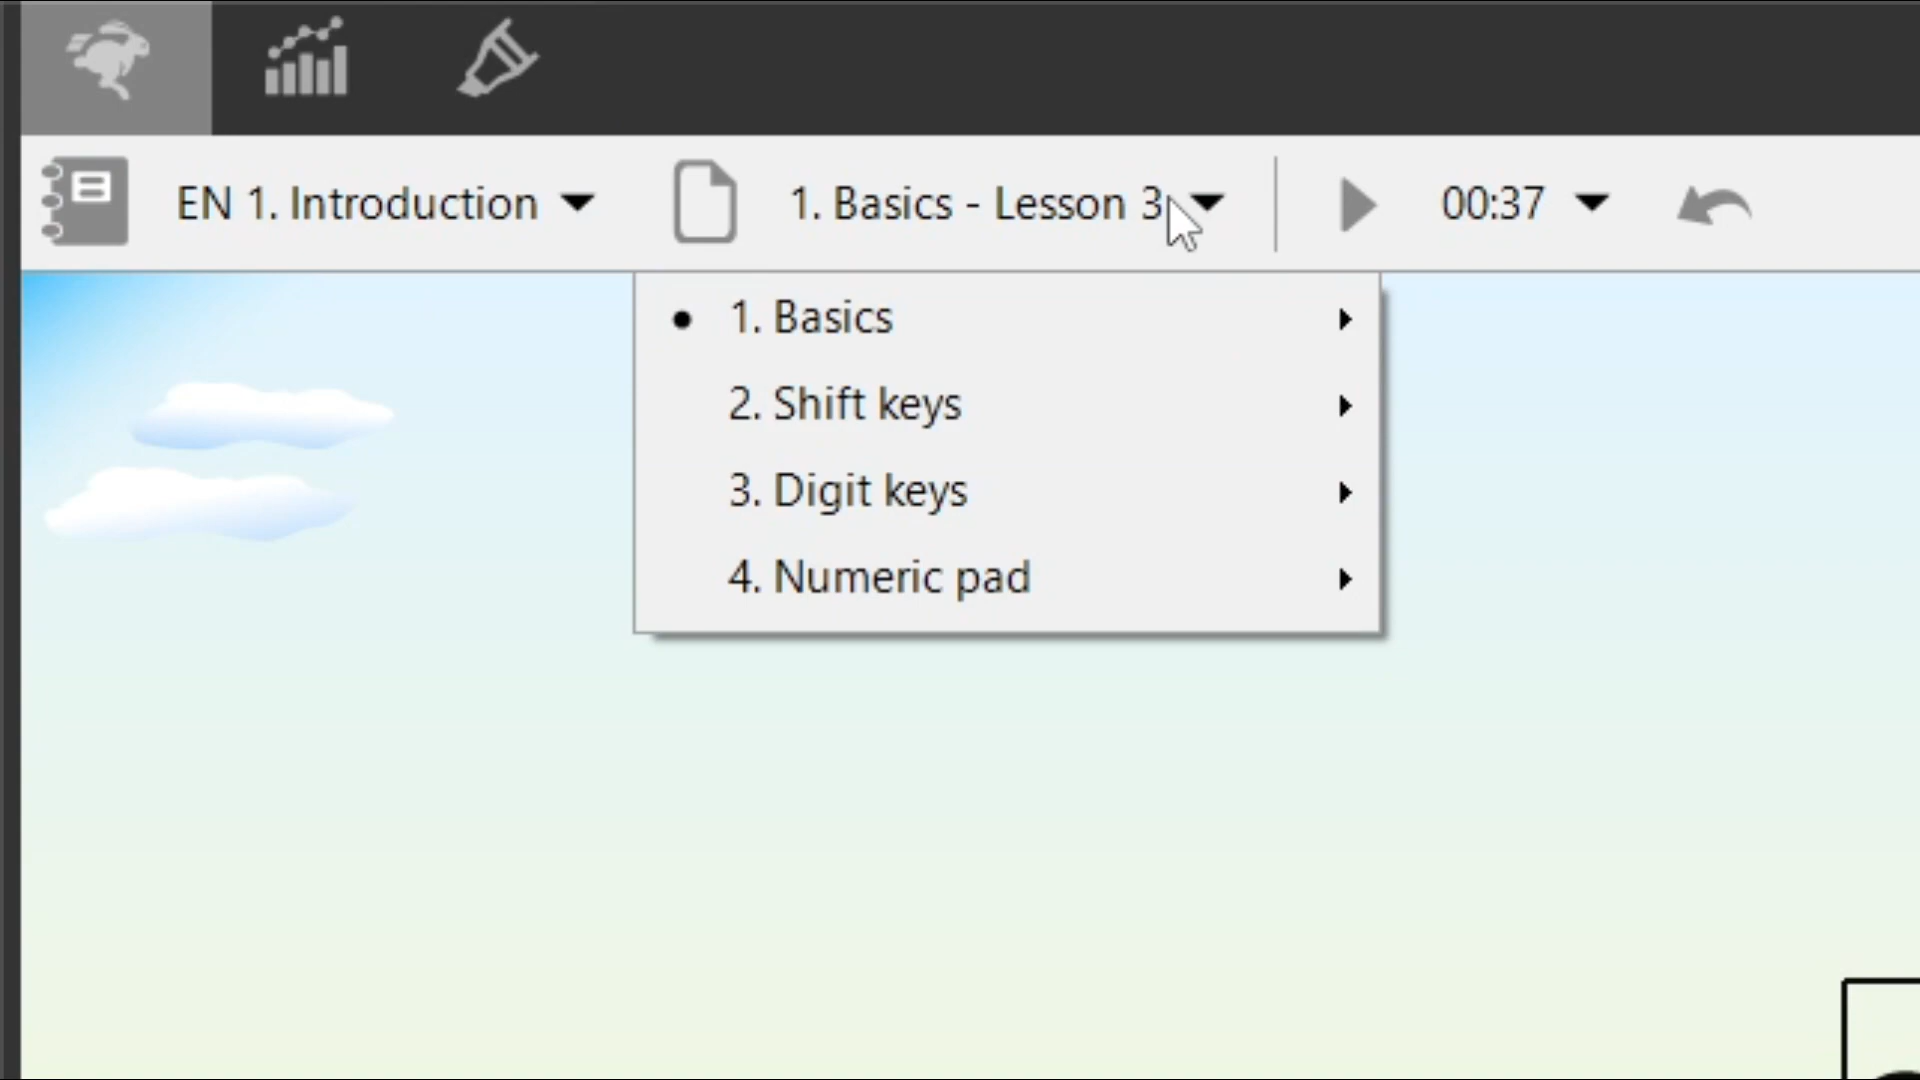 EN 1. Introduction 1. Basics - Lesson 3 00:37
1. Basics
2. Shift keys
3. Digit keys
4. Numeric pad